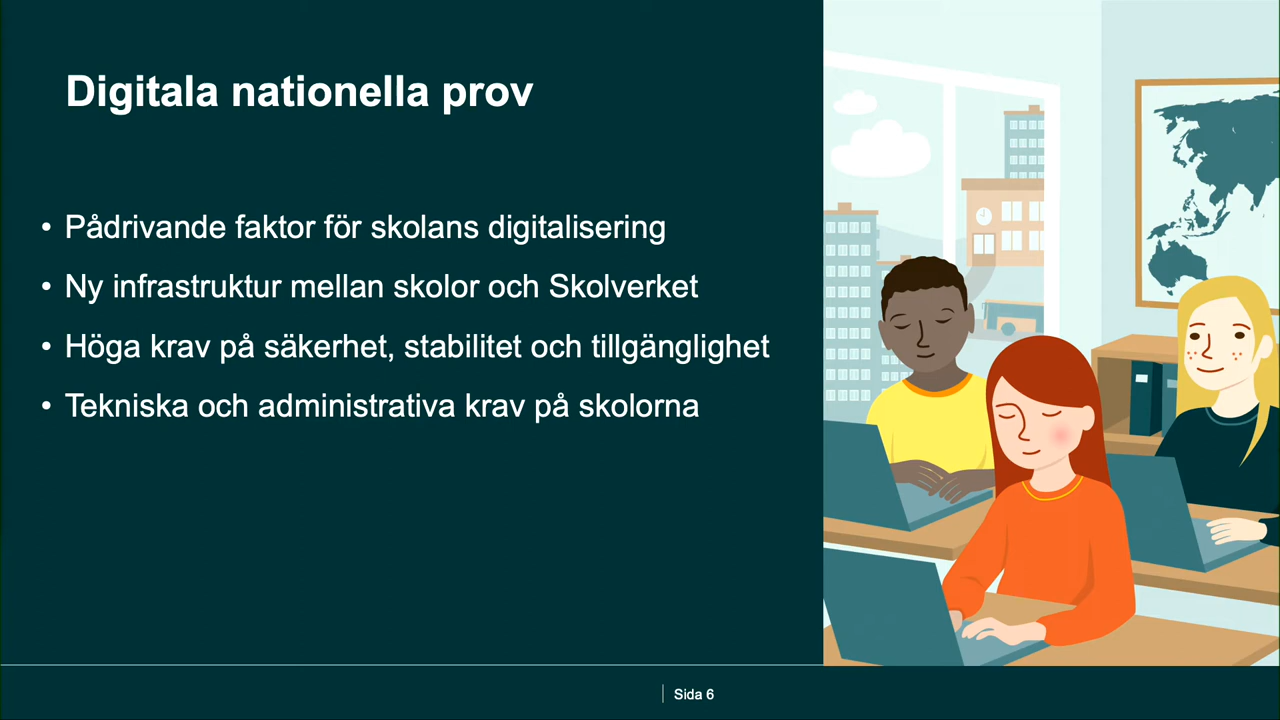 Digitala nationella prov
• Pådrivande faktor för skolans digitalisering
• Ny infrastruktur mellan skolor och Skolverket
• Höga krav på säkerhet, stabilitet och tillgänglighet
• Tekniska och administrativa krav på skolorna
Sida 6